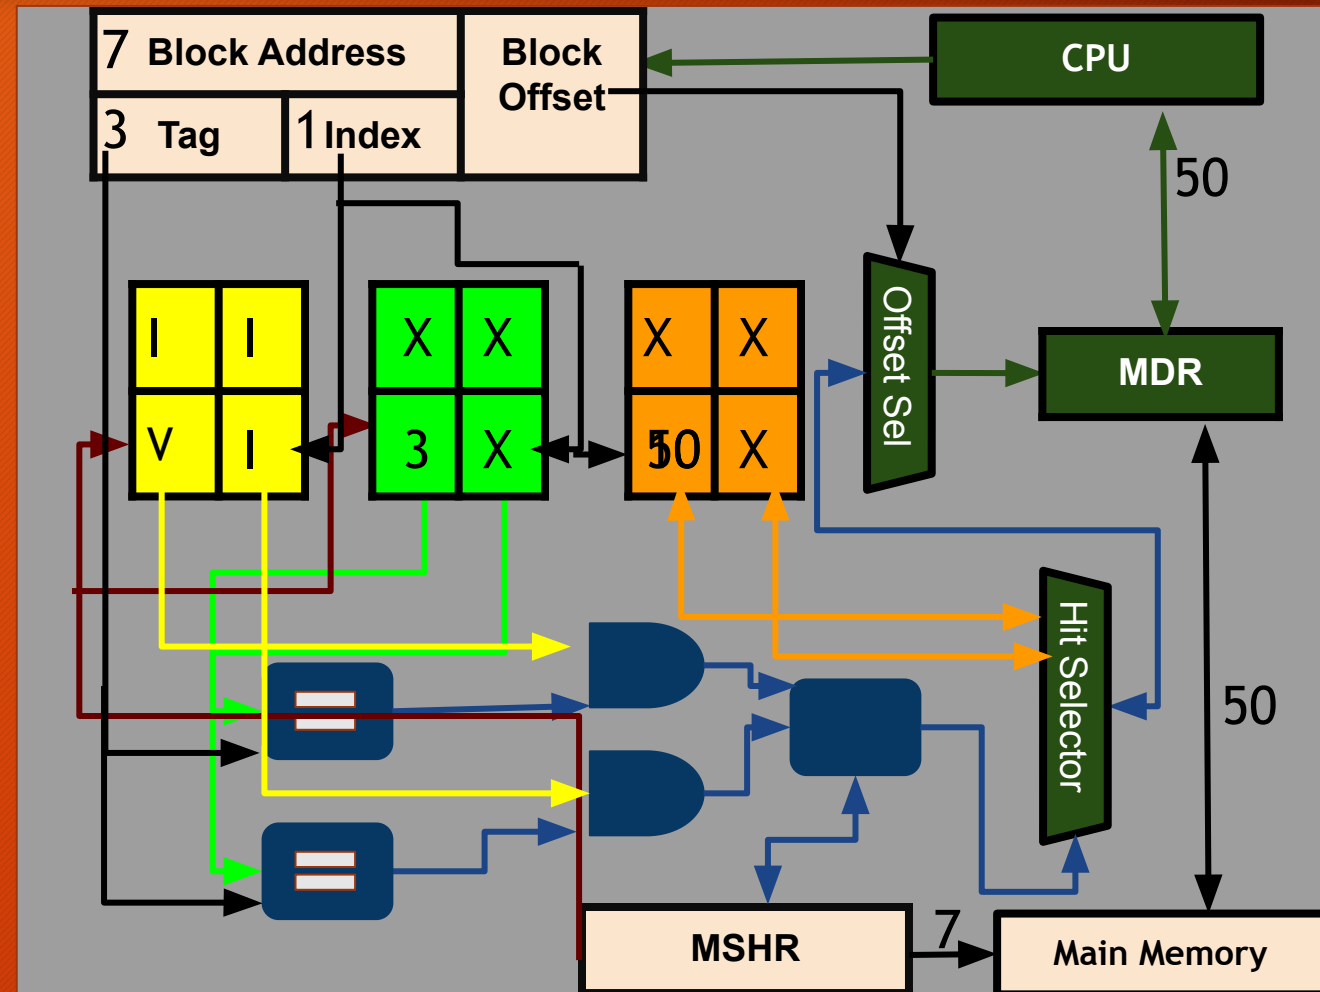 7 Block Address
Block
Offset
CPU
3 Tag
1 Index
50
I I
X X
X X
Offset Sel
MDR
V I
3 X
X
Hit Selector
50
MSHR
7
Main Memory